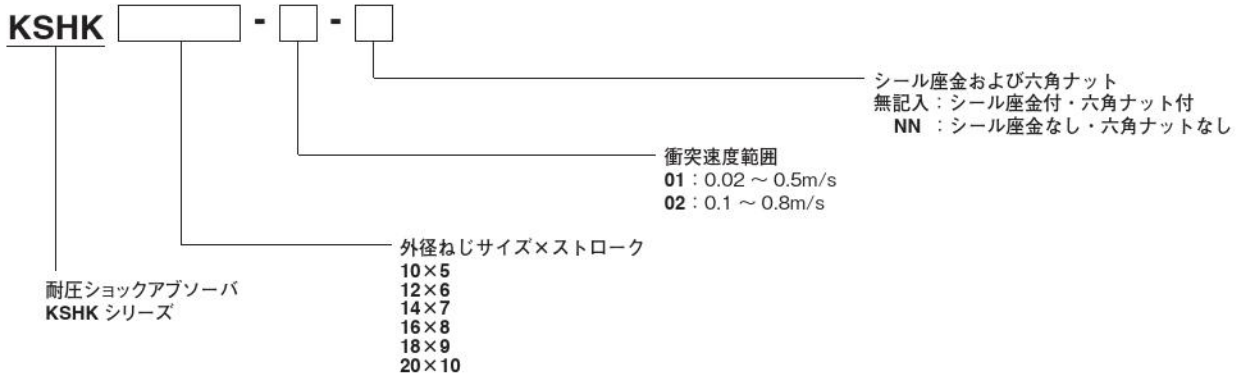 KSHK - -
シール座金および六角ナット
無記入：シール座金付・六角ナット付
NN ：シール座金なし・六角ナットなし
衝突速度範囲
01：0.02 ～ 0.5m/s
02：0.1 ～ 0.8m/s
外径ねじサイズ×ストローク
10×5
12×6
14×7
16×8
18×9
20×10
耐圧ショックアブソーバ
KSHK シリーズ